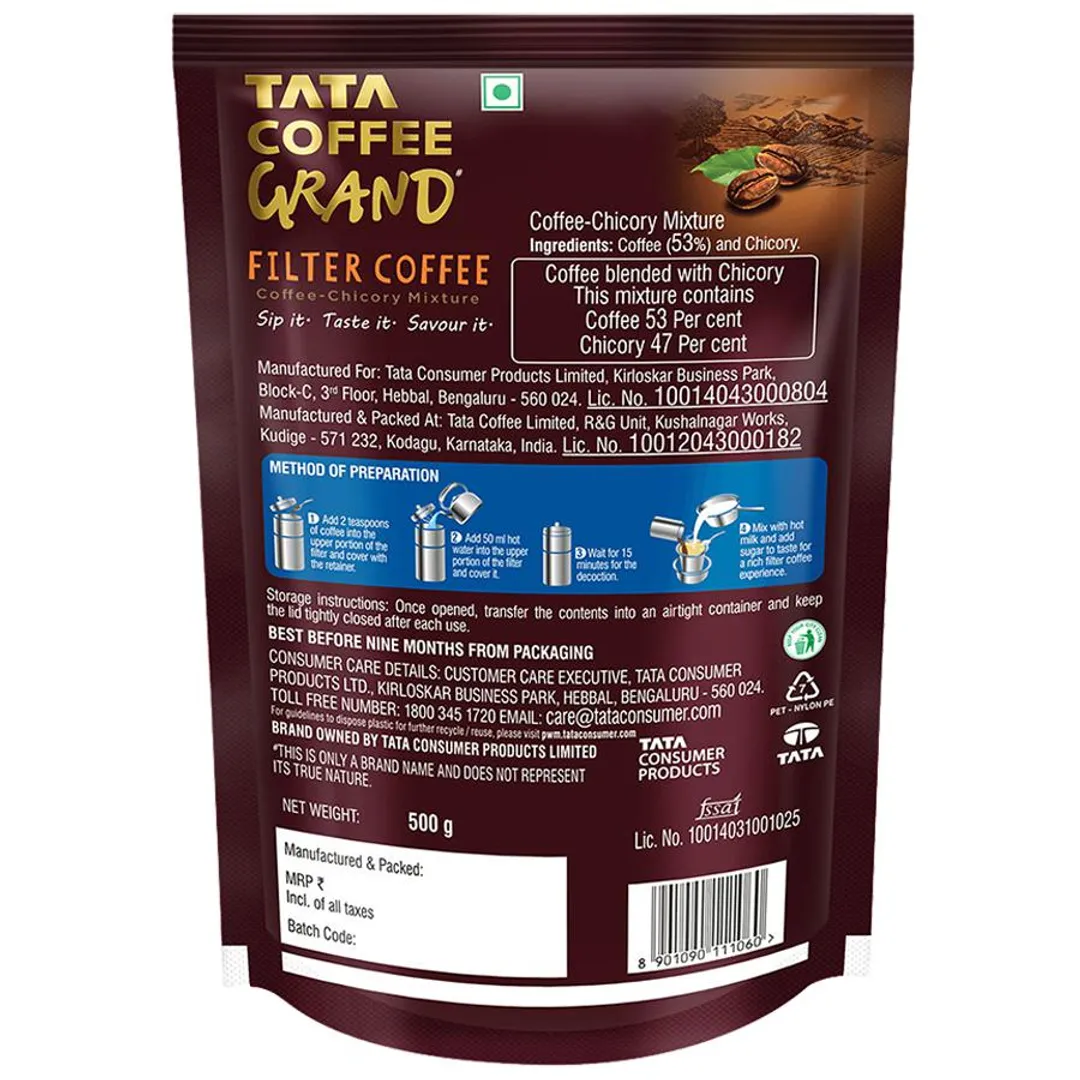 TATA
COFFEE
GRAND#
FILTER COFFEE
Coffee-Chicory Mixture
Sip it· Taste it· Savour it·
Coffee-Chicory Mixture
Ingredients: Coffee (53%) and Chicory.
Coffee blended with Chicory
This mixture contains
Coffee 53 Per cent
Chicory 47 Per cent
Manufactured For: Tata Consumer Products Limited, Kirloskar Business Park,
Block-C, 3rd Floor, Hebbal, Bengaluru - 560 024. Lic. No. 10014043000804
Manufactured & Packed At: Tata Coffee Limited, R&G Unit, Kushalnagar Works,
Kudige - 571 232, Kodagu, Karnataka, India. Lic. No. 10012043000182
METHOD OF PREPARATION
1 Add 2 teaspoons
of coffee into the
upper portion of the
filter and cover with
the retainer.
2 Add 50 ml hot
water into the upper
portion of the filter
and cover it.
3 Wait for 15
minutes for the
decoction.
4 Mix with hot
milk and add
sugar to taste for
a rich filter coffee
experience.
Storage instructions: Once opened, transfer the contents into an airtight container and keep
the lid tightly closed after each use.
BEST BEFORE NINE MONTHS FROM PACKAGING
CONSUMER CARE DETAILS: CUSTOMER CARE EXECUTIVE, TATA CONSUMER
PRODUCTS LTD., KIRLOSKAR BUSINESS PARK, HEBBAL, BENGALURU - 560 024.
TOLL FREE NUMBER: 1800 345 1720 EMAIL: care@tataconsumer.com
For guidelines to dispose plastic for further recycle / reuse, please visit pwm.tataconsumer.com
BRAND OWNED BY TATA CONSUMER PRODUCTS LIMITED
#THIS IS ONLY A BRAND NAME AND DOES NOT REPRESENT
ITS TRUE NATURE.
KEEP YOUR CITY CLEAN
7
PET - NYLON PE
TATA
CONSUMER
PRODUCTS
TATA
NET WEIGHT: 500 g
fssai
Lic. No. 10014031001025
Manufactured & Packed:
MRP ₹
Incl. of all taxes
Batch Code:
8 901090 111060 >